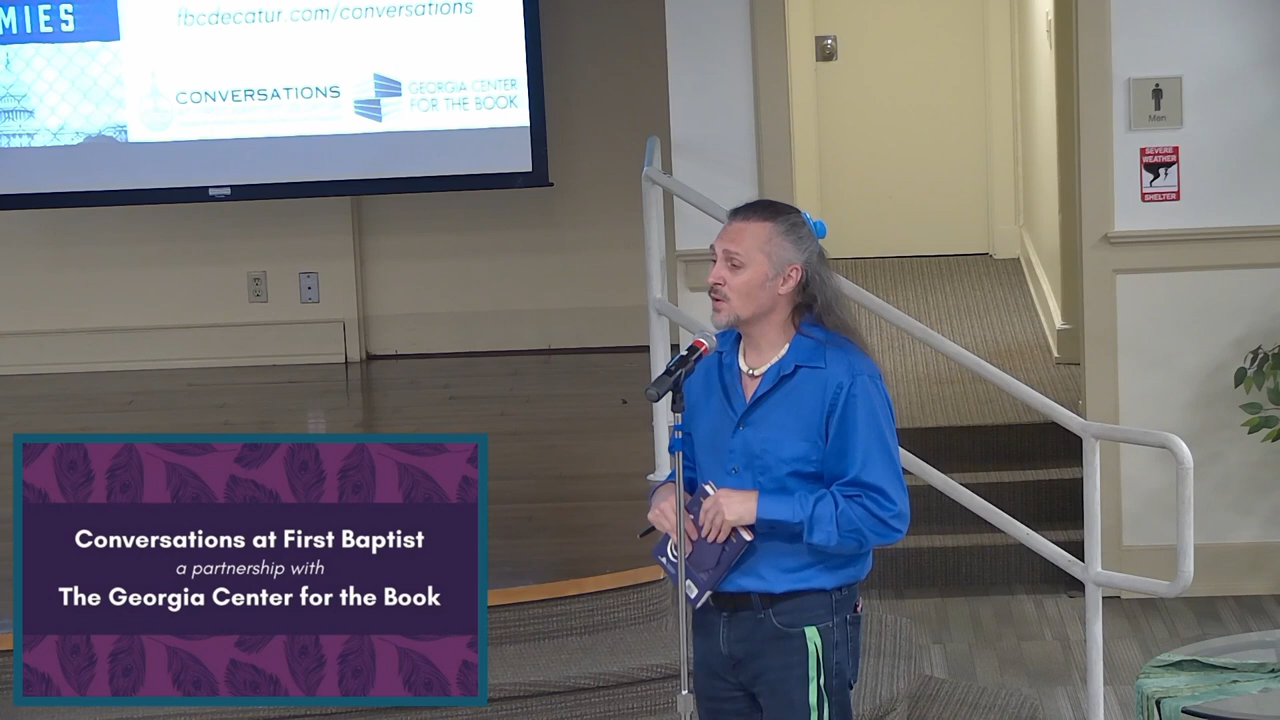 MIES
fbcdecatur.com/conversations
CONVERSATIONS
GEORGIA CENTER
FOR THE BOOK
Men
SEVERE
WEATHER
SHELTER
Conversations at First Baptist
a partnership with
The Georgia Center for the Book